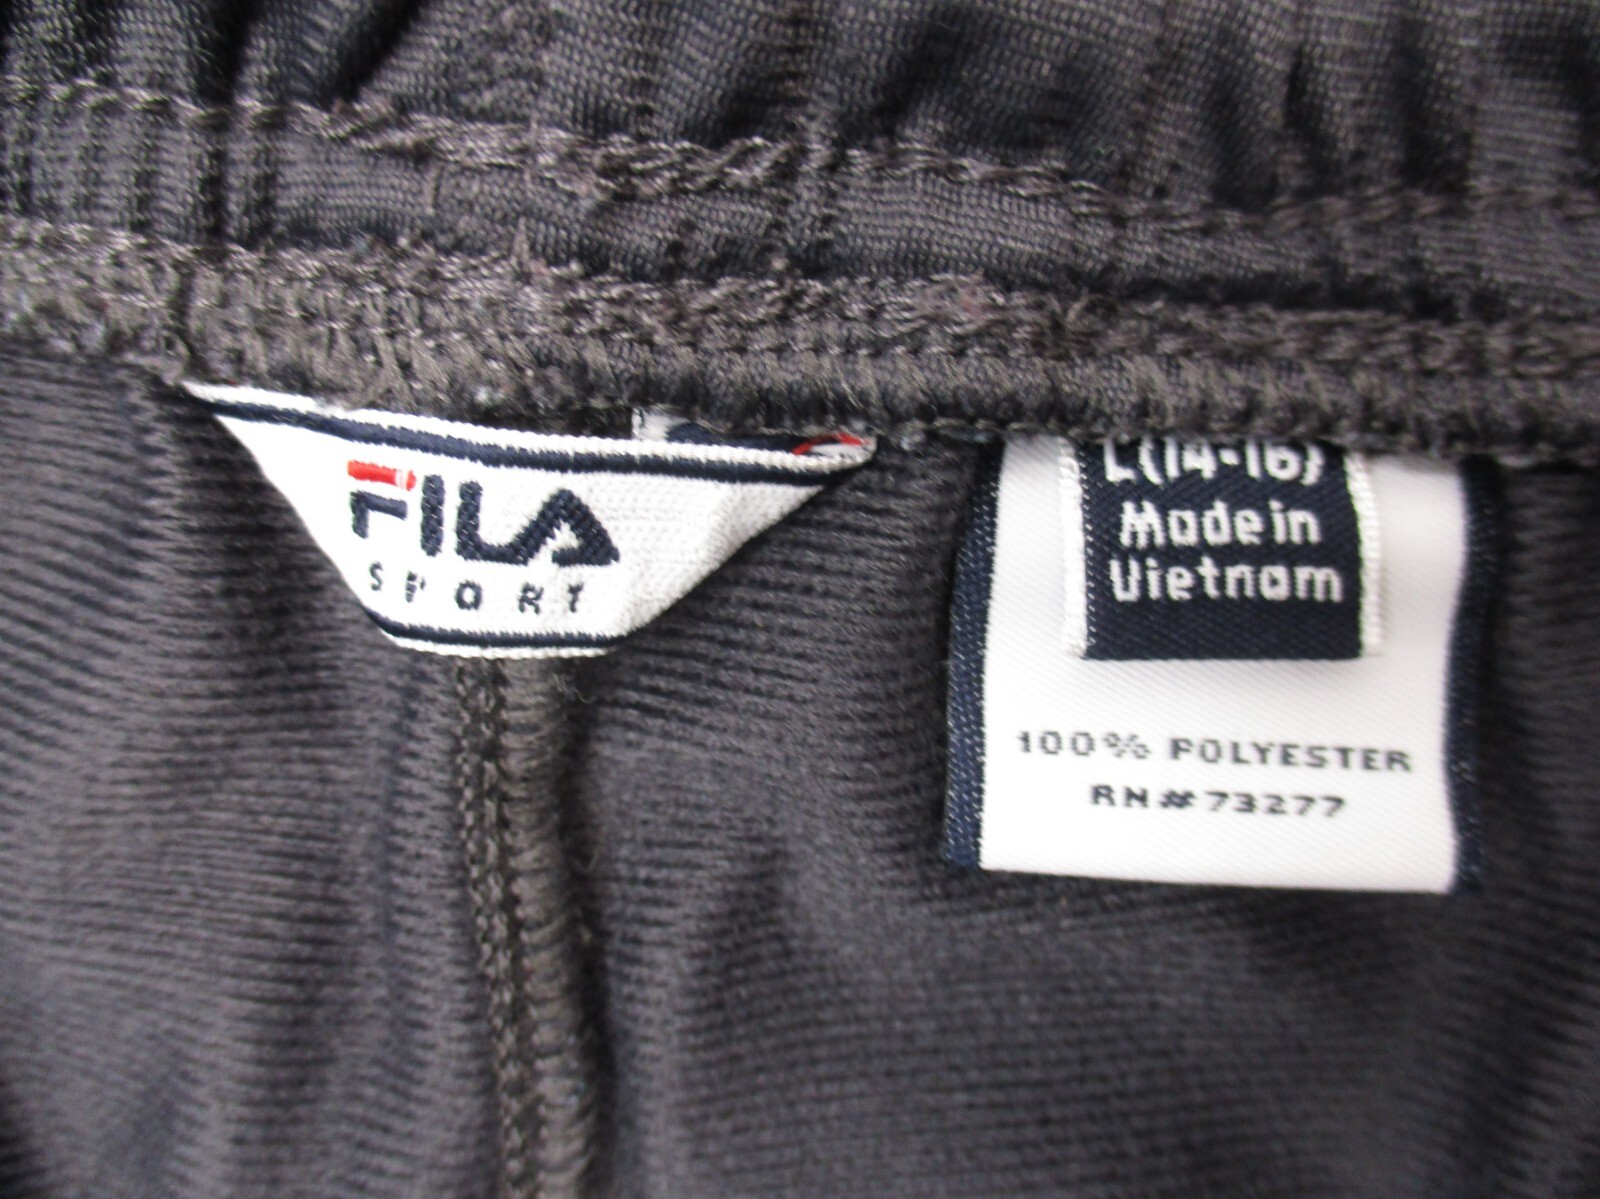 FILA
SPORT
L(14-16)
Made in
Vietnam
100% POLYESTER
RN#73277